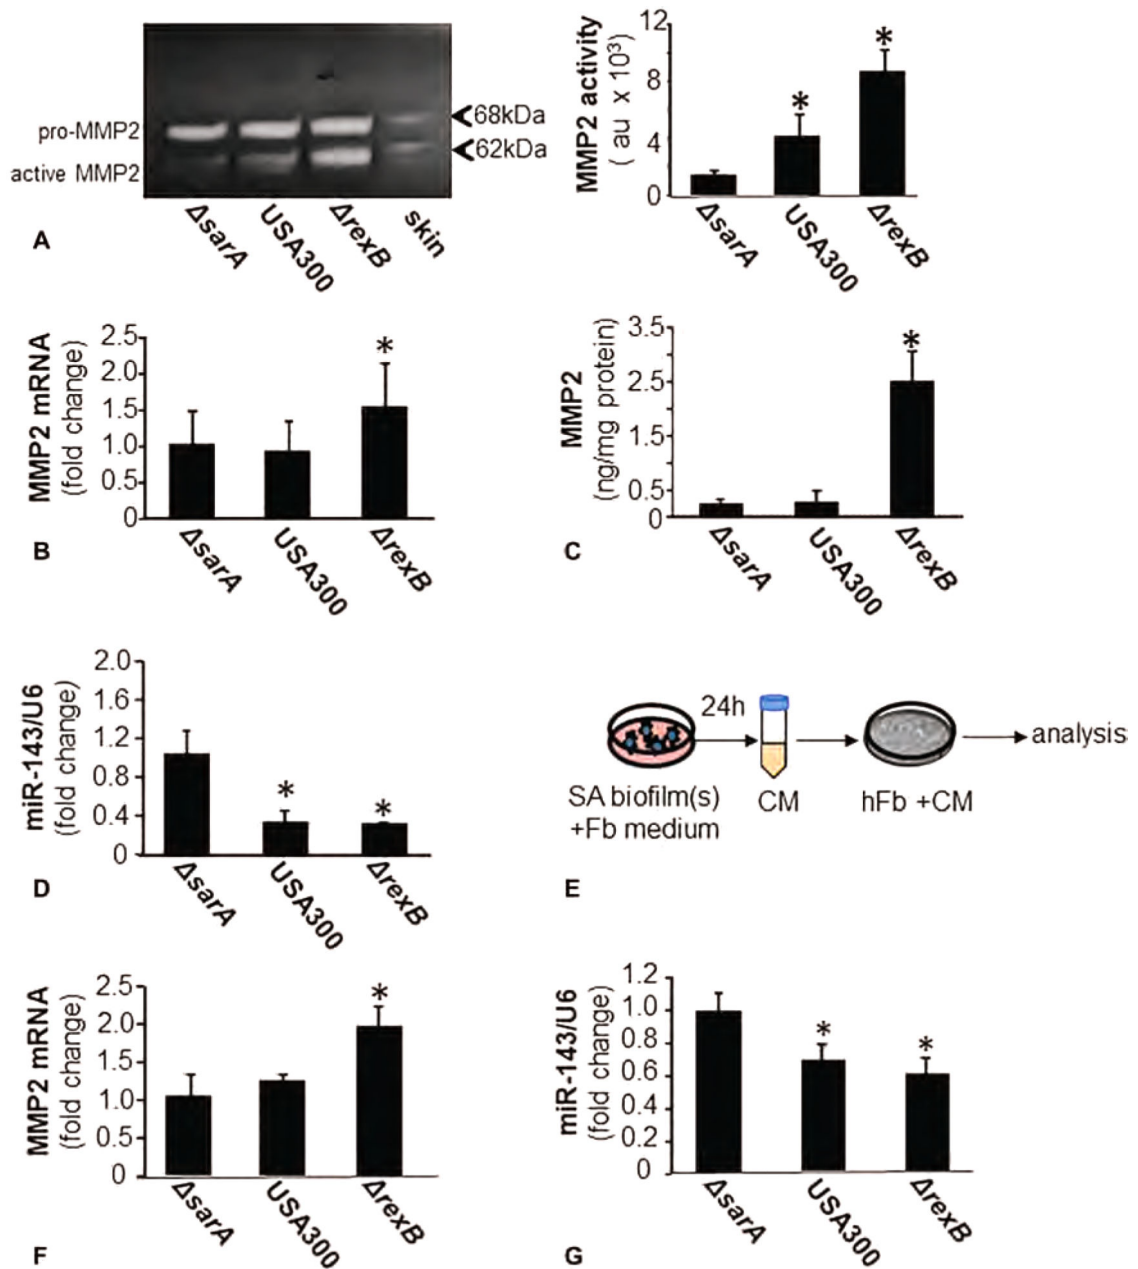 pro-MMP2
active MMP2
68kDa
62kDa
ΔsarA
USA300
ΔrexB
skin
A
MMP2 activity
( au x 10³)
12
8
4
0
*
*
ΔsarA
USA300
ΔrexB
MMP2 mRNA
(fold change)
2.5
2.0
1.5
1.0
0.5
0
*
ΔsarA
USA300
ΔrexB
B
MMP2
(ng/mg protein)
3.5
2.5
1.5
0.5
0
*
ΔsarA
USA300
ΔrexB
C
miR-143/U6
(fold change)
2.0
1.6
1.2
0.8
0.4
0
*
*
ΔsarA
USA300
ΔrexB
D
24h
SA biofilm(s)
+Fb medium
CM
hFb +CM
analysis
E
MMP2 mRNA
(fold change)
2.5
2.0
1.5
1.0
0.5
0
*
ΔsarA
USA300
ΔrexB
F
miR-143/U6
(fold change)
1.2
1.0
0.8
0.6
0.4
0.2
0
*
*
ΔsarA
USA300
ΔrexB
G